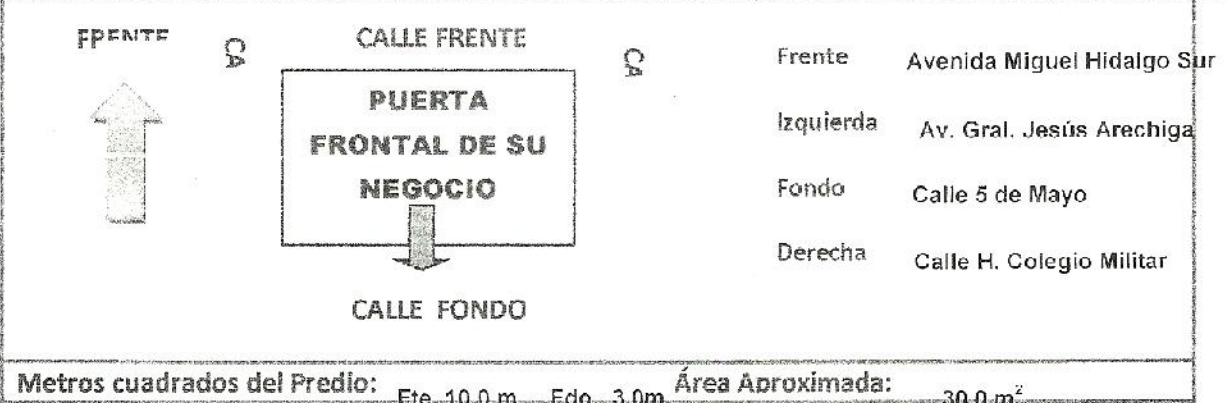 FRENTE
CA
CALLE FRENTE
CA
PUERTA
FRONTAL DE SU
NEGOCIO
CALLE FONDO
Frente Avenida Miguel Hidalgo Sur
Izquierda Av. Gral. Jesús Arechiga
Fondo Calle 5 de Mayo
Derecha Calle H. Colegio Militar
Metros cuadrados del Predio: Fte. 10.0 m Fdo. 3.0m Área Aproximada: 30.0 m²